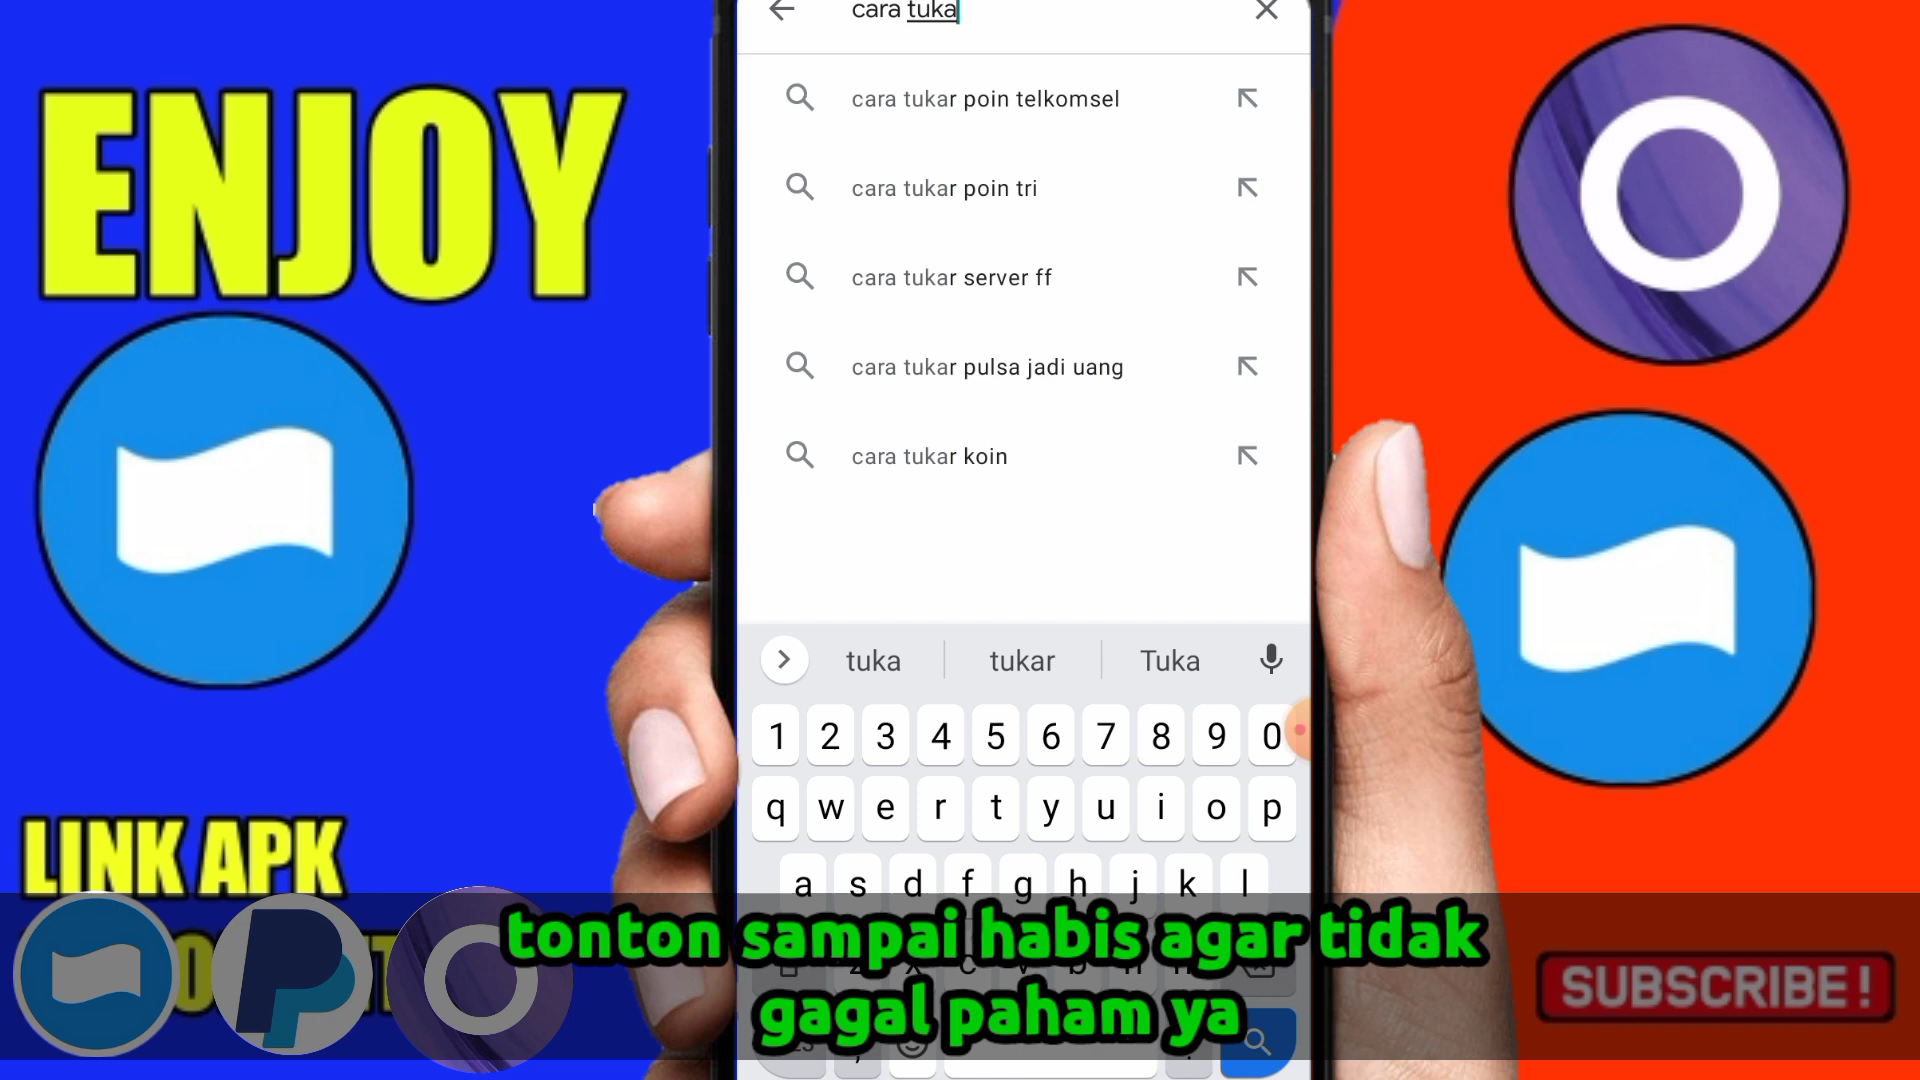 cara tuka
ENJOY
cara tukar poin telkomsel
cara tukar poin tri
cara tukar server ff
cara tukar pulsa jadi uang
cara tukar koin
tuka tukar Tuka
1 2 3 4 5 6 7 8 9 0
q w e r t y u i o p
a s d f g h j k l
LINK APK
tonton sampai habis agar tidak
gagal paham ya
SUBSCRIBE!